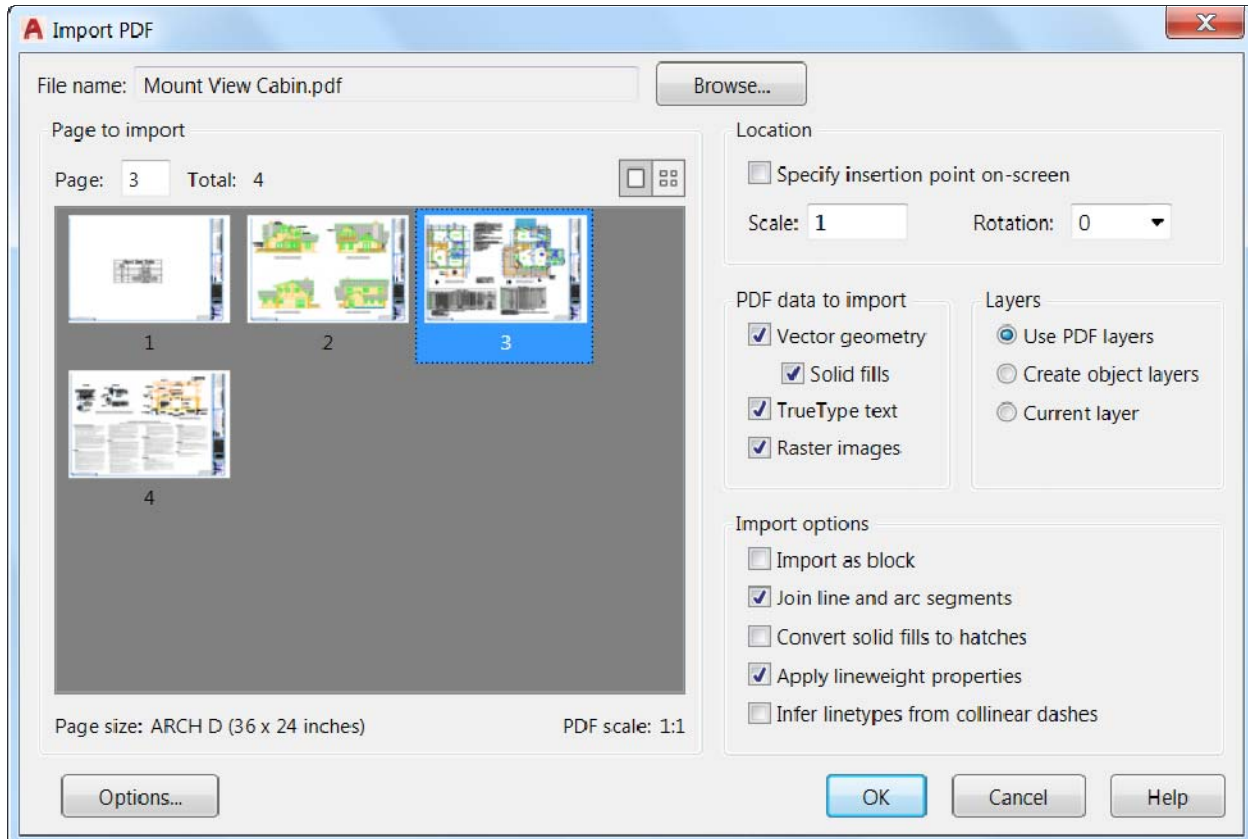 Import PDF
File name: Mount View Cabin.pdf Browse...
Page to import
Page: 3 Total: 4
1 2 3
4
Page size: ARCH D (36 x 24 inches) PDF scale: 1:1
Location
Specify insertion point on-screen
Scale: 1 Rotation: 0
PDF data to import
Vector geometry
Solid fills
TrueType text
Raster images
Layers
Use PDF layers
Create object layers
Current layer
Import options
Import as block
Join line and arc segments
Convert solid fills to hatches
Apply lineweight properties
Infer linetypes from collinear dashes
Options... OK Cancel Help